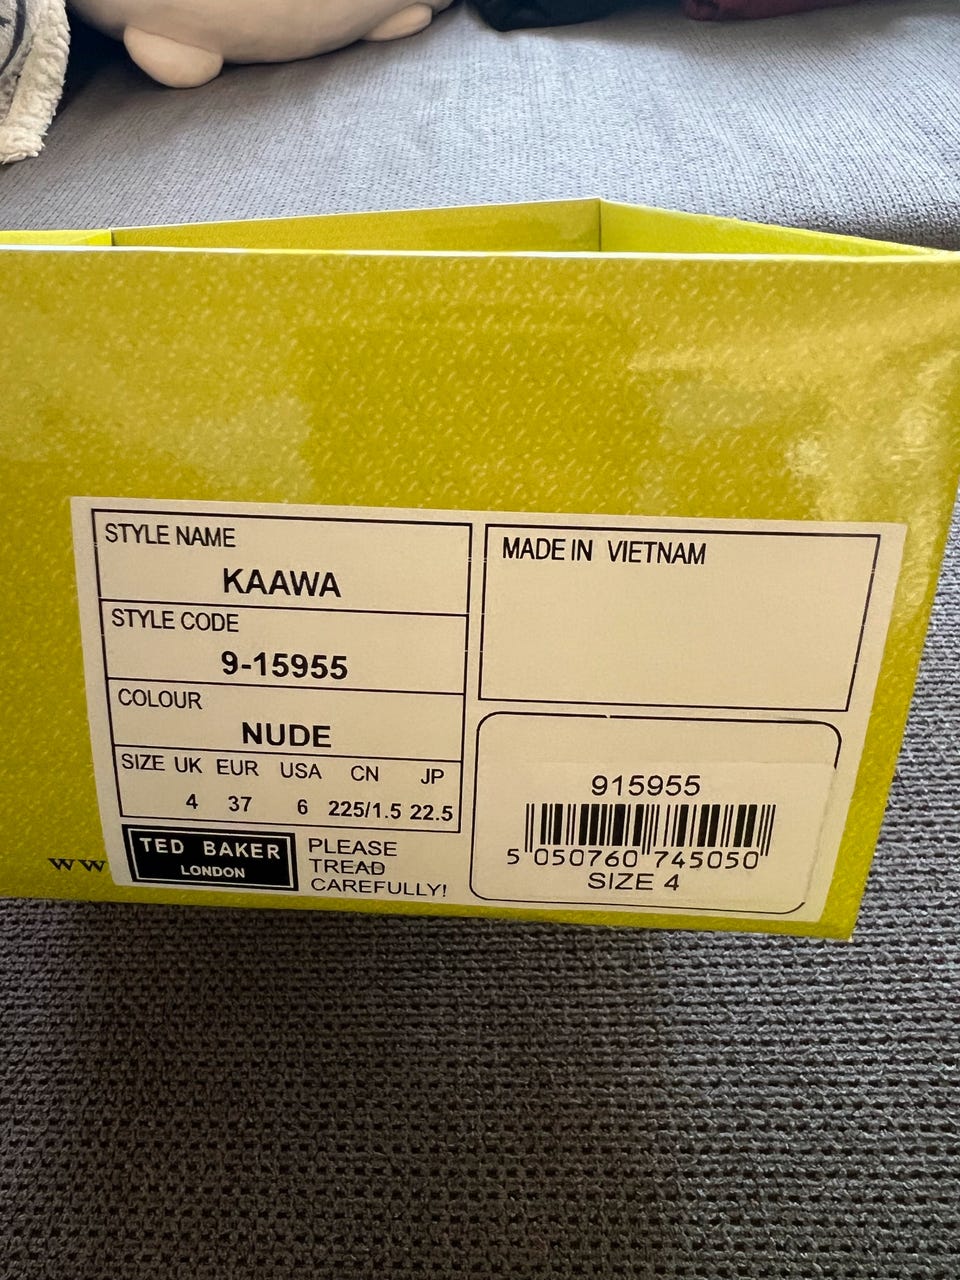 STYLE NAME
KAAWA
STYLE CODE
9-15955
COLOUR
NUDE
SIZE UK EUR USA CN JP
4 37 6 225/1.5 22.5
TED BAKER
LONDON
PLEASE
TREAD
CAREFULLY!
MADE IN VIETNAM
915955
5 050760 745050
SIZE 4
ww